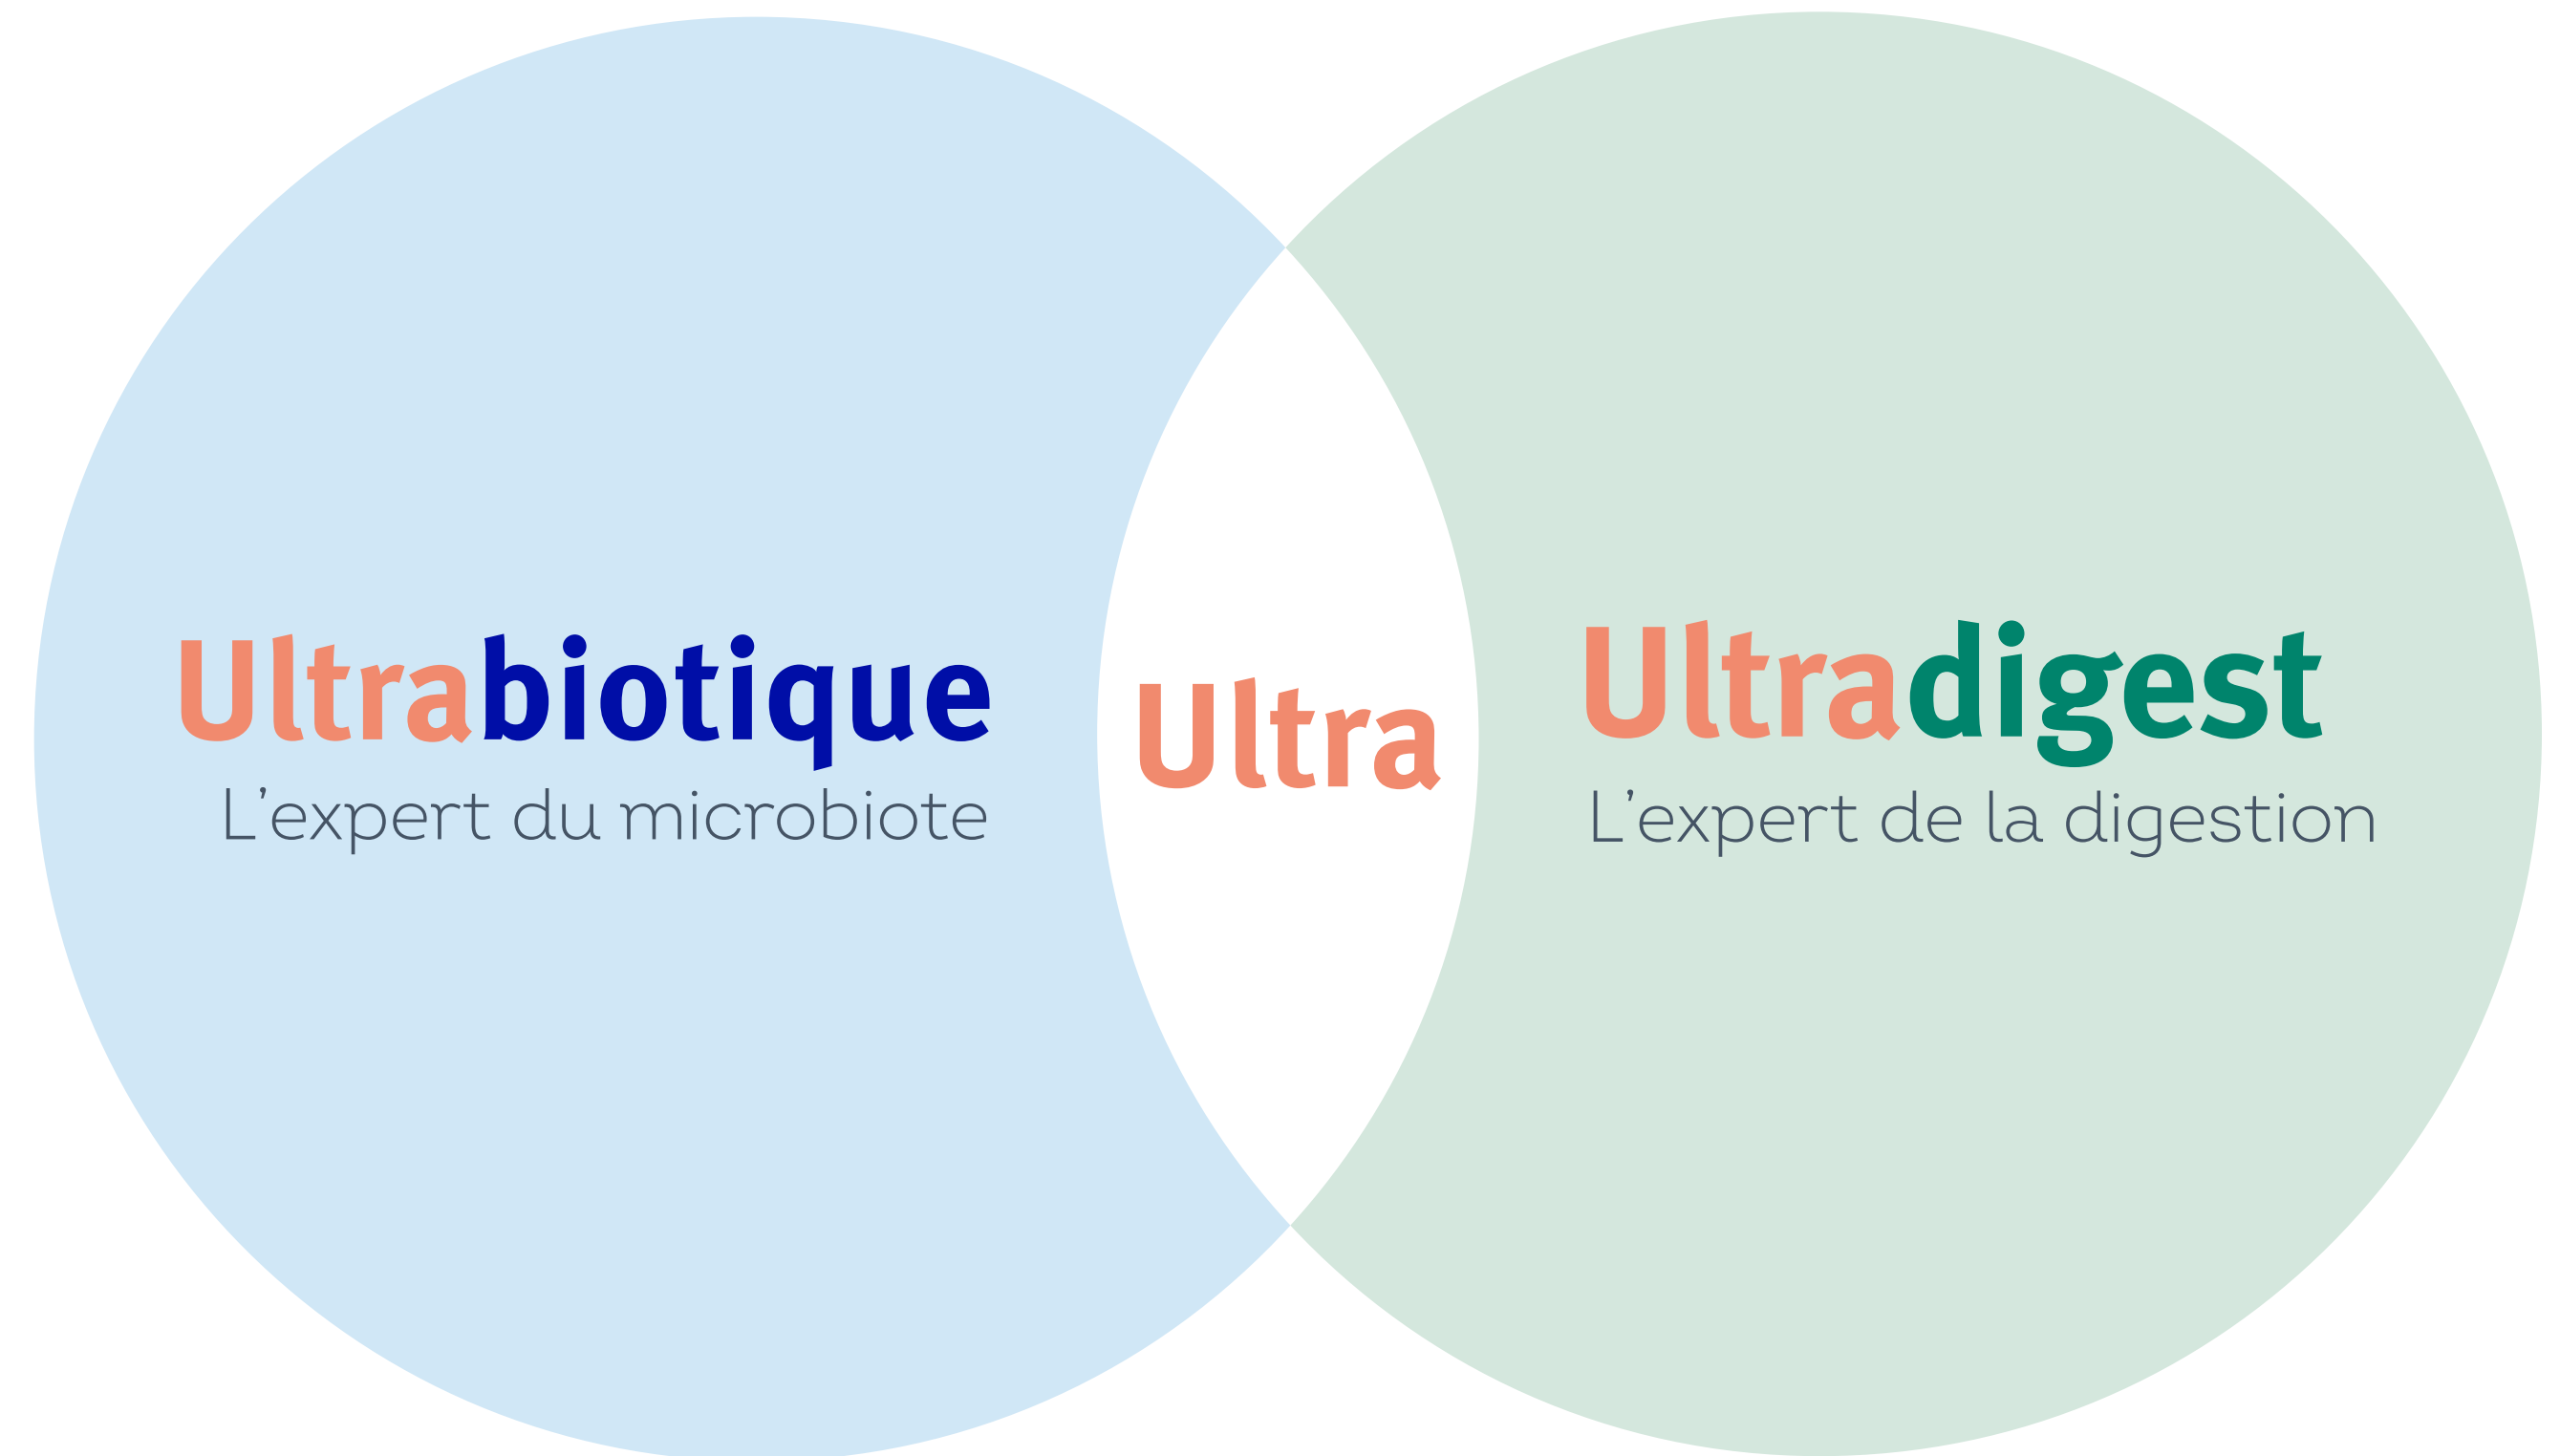 Ultrabiotique
L’expert du microbiote
Ultra
Ultradigest
L’expert de la digestion